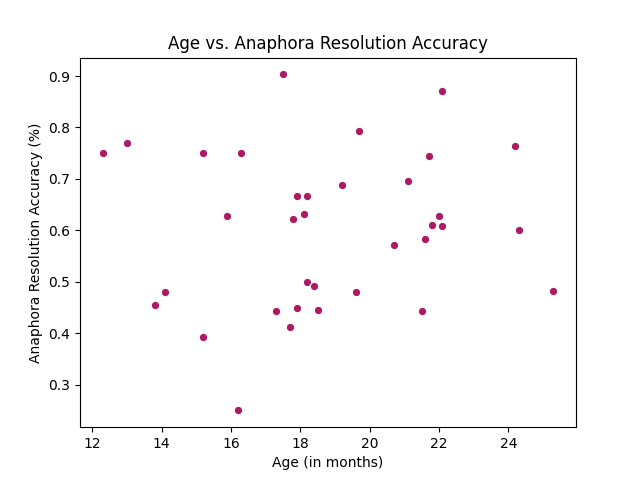 Age vs. Anaphora Resolution Accuracy
Anaphora Resolution Accuracy (%)
0.9
0.8
0.7
0.6
0.5
0.4
0.3
12 14 16 18 20 22 24
Age (in months)